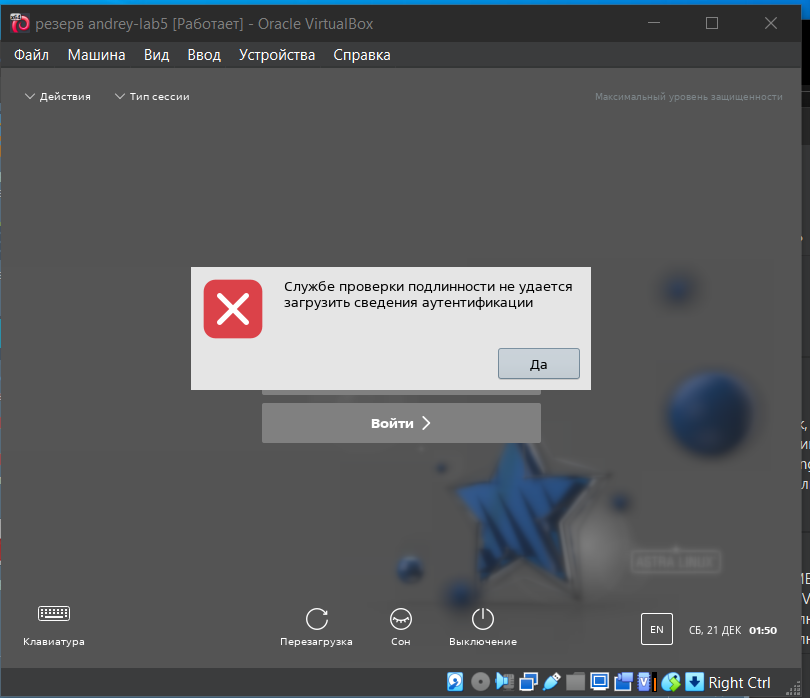 резерв andrey-lab5 [Работает] - Oracle VirtualBox
Файл Машина Вид Ввод Устройства Справка
Действия Тип сессии Максимальный уровень защищенности
Службе проверки подлинности не удается
загрузить сведения аутентификации
Да
Войти
ASTRA LINUX
Клавиатура Перезагрузка Сон Выключение EN СБ, 21 ДЕК 01:50
Right Ctrl